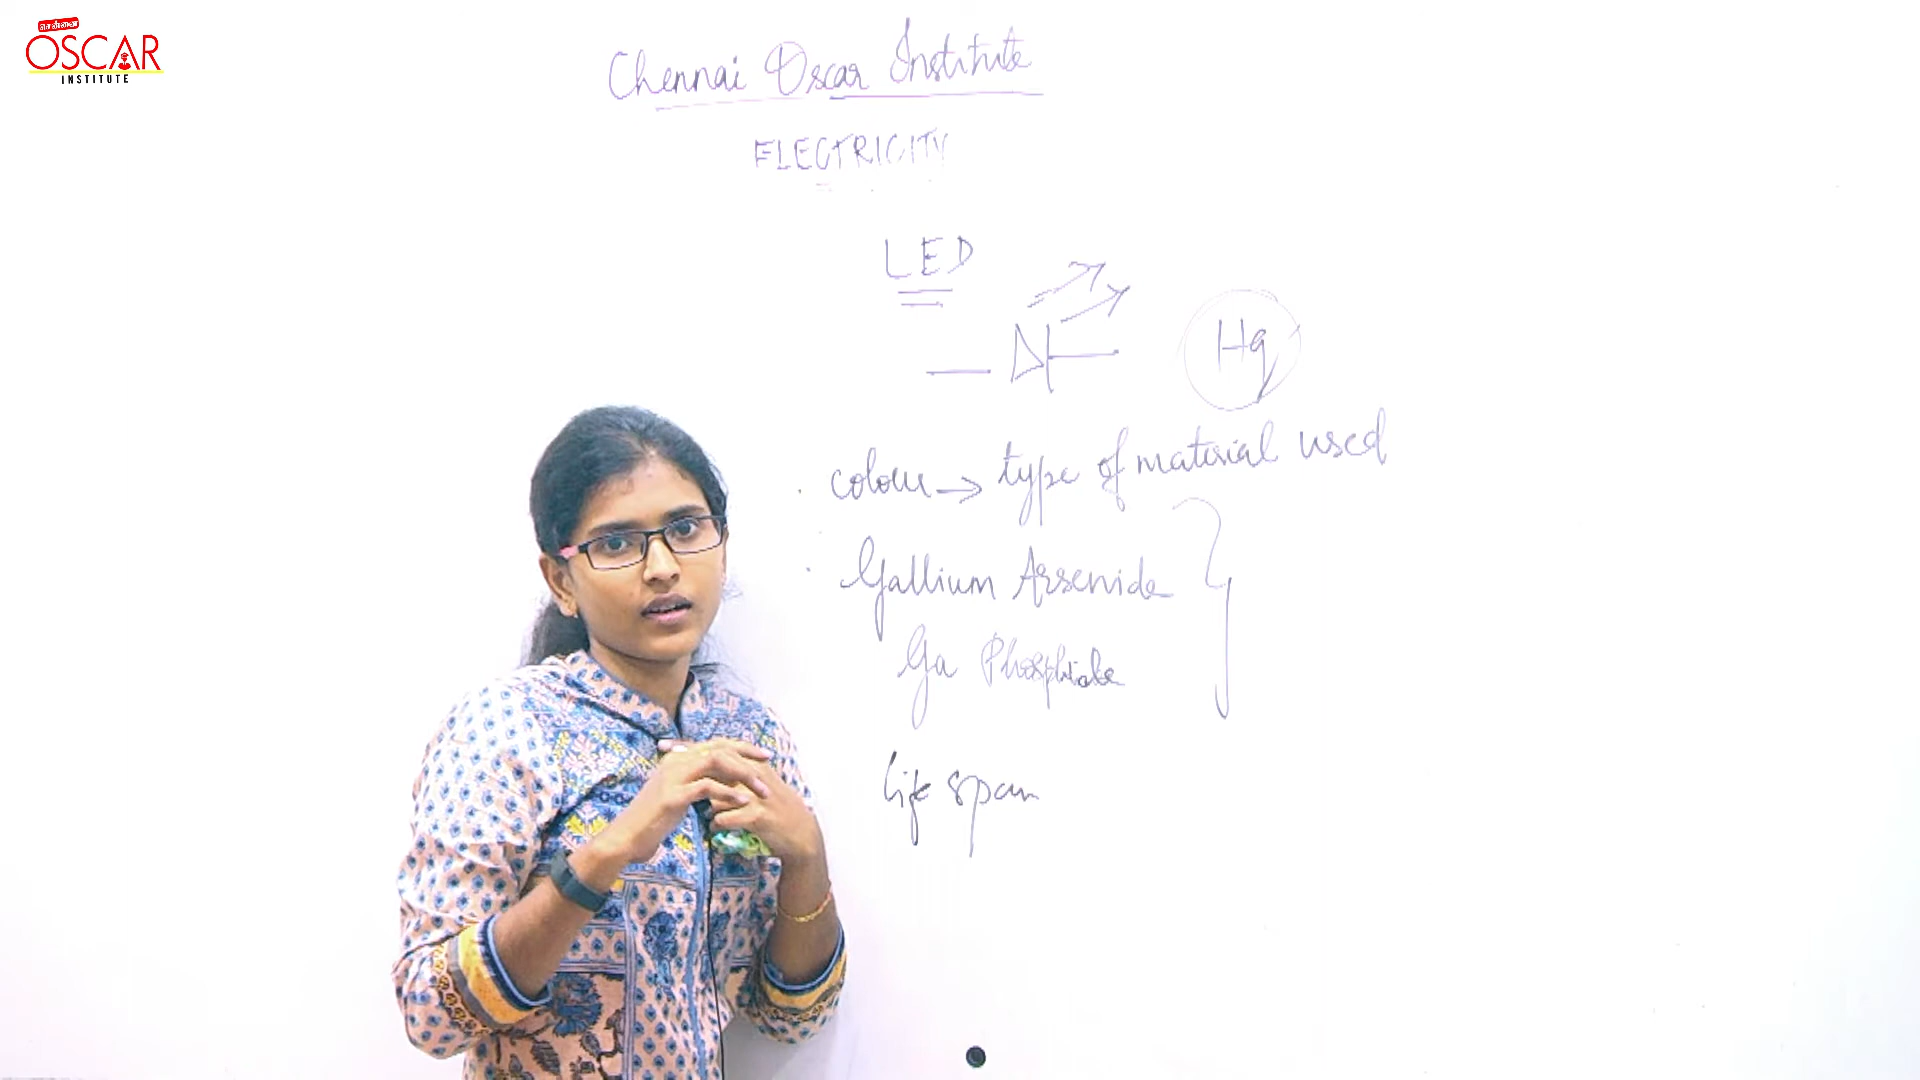 சென்னை
OSCAR
INSTITUTE
Chennai Oscar Institute
ELECTRICITY
LED
Hg
. colour → type of material used
. Gallium Arsenide
Ga Phosphide
life span